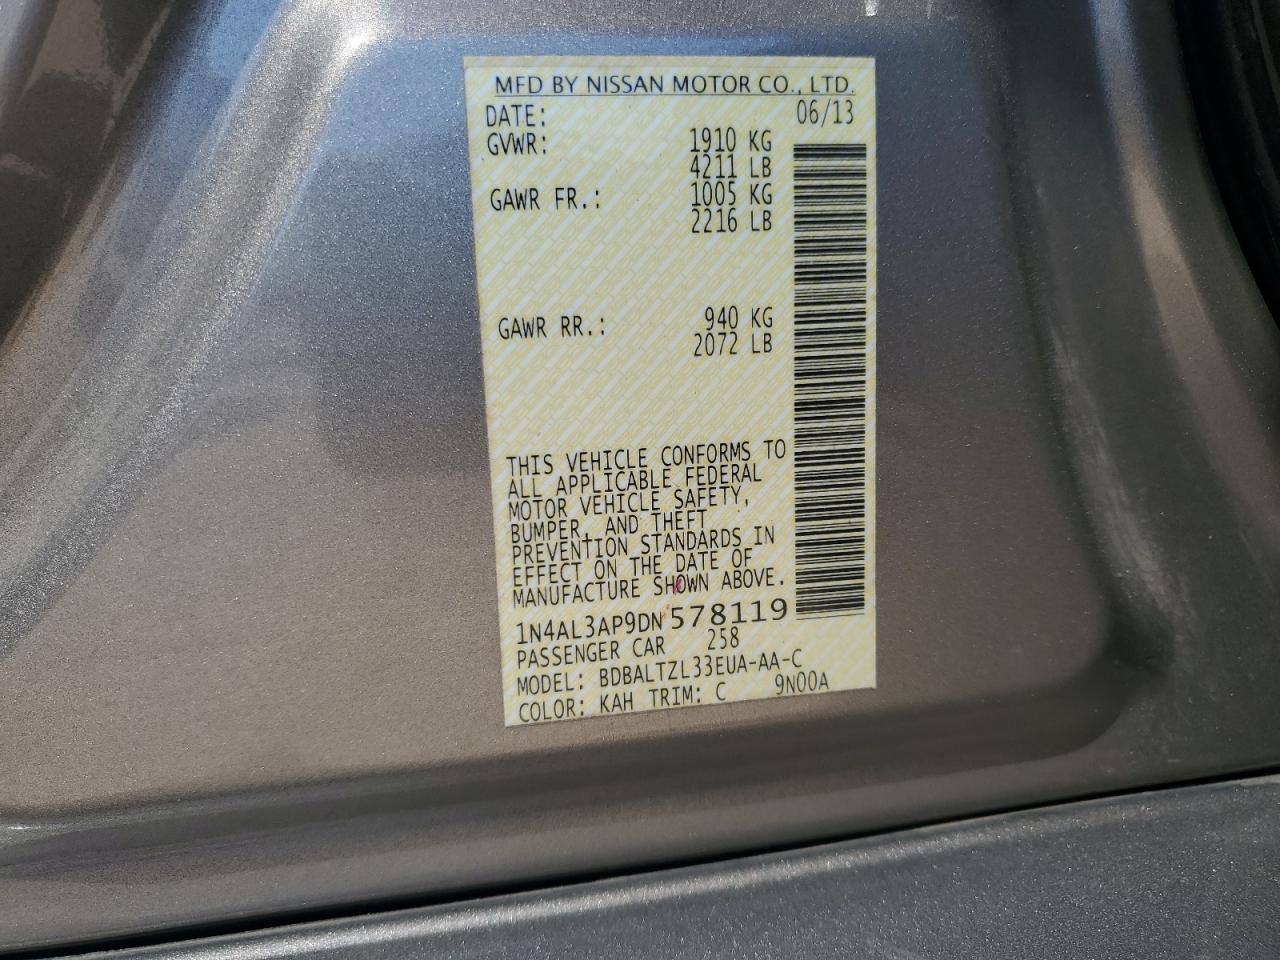 MFD BY NISSAN MOTOR CO., LTD.
DATE: 06/13
GVWR: 1910 KG
4211 LB
GAWR FR.: 1005 KG
2216 LB
GAWR RR.: 940 KG
2072 LB
THIS VEHICLE CONFORMS TO
ALL APPLICABLE FEDERAL
MOTOR VEHICLE SAFETY,
BUMPER, AND THEFT
PREVENTION STANDARDS IN
EFFECT ON THE DATE OF
MANUFACTURE SHOWN ABOVE.
1N4AL3AP9DN578119
PASSENGER CAR 258
MODEL: BDBALTZL33EUA-AA-C
COLOR: KAH TRIM: C 9N00A